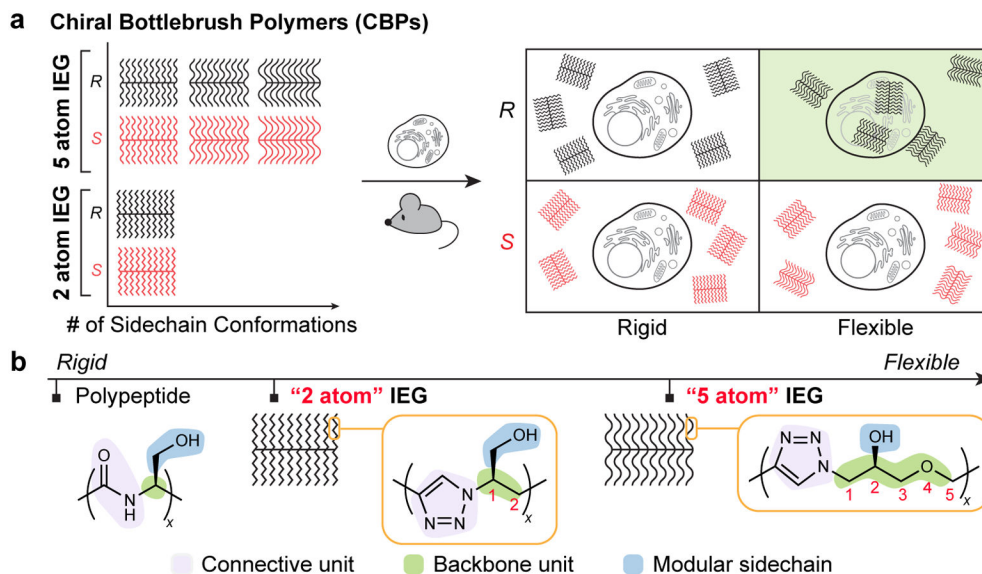 a Chiral Bottlebrush Polymers (CBPs)
5 atom IEG
R
S
2 atom IEG
R
S
# of Sidechain Conformations
R
S
Rigid Flexible
b Rigid Flexible
Polypeptide "2 atom" IEG "5 atom" IEG
O
N
H
OH
x
OH
N
N=N
1 2
x
N=N
N
OH
O
1 2 3 4 5
x
Connective unit Backbone unit Modular sidechain